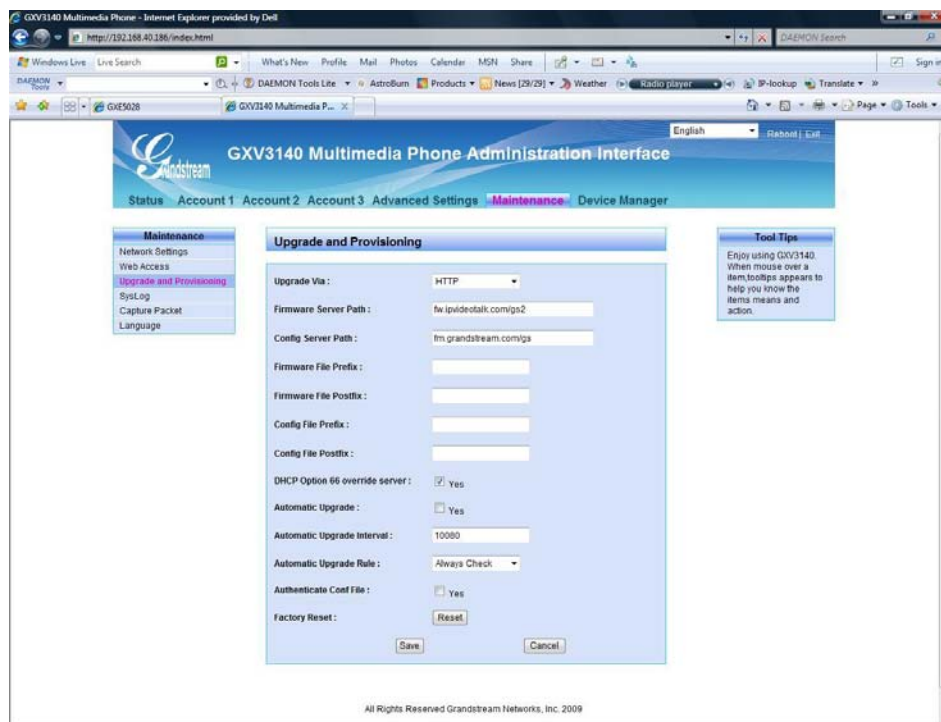 GXV3140 Multimedia Phone - Internet Explorer provided by Dell
http://192.168.40.186/index.html
DAEMON Search
Windows Live Live Search What's New Profile Mail Photos Calendar MSN Share Sign in
DAEMON Tools DAEMON Tools Lite AstroBurn Products News [29/29] Weather Radio player IP-lookup Translate
GXE5028 GXV3140 Multimedia P... Page Tools
English Reboot | Exit
Grandstream
GXV3140 Multimedia Phone Administration Interface
Status Account 1 Account 2 Account 3 Advanced Settings Maintenance Device Manager
Maintenance
Network Settings
Web Access
Upgrade and Provisioning
SysLog
Capture Packet
Language
Upgrade and Provisioning
Upgrade Via : HTTP
Firmware Server Path : fw.ipvideotalk.com/gs2
Config Server Path : fm.grandstream.com/gs
Firmware File Prefix :
Firmware File Postfix :
Config File Prefix :
Config File Postfix :
DHCP Option 66 override server : Yes
Automatic Upgrade : Yes
Automatic Upgrade Interval : 10080
Automatic Upgrade Rule : Always Check
Authenticate Conf File : Yes
Factory Reset : Reset
Save Cancel
Tool Tips
Enjoy using GXV3140.
When mouse over a
item,tooltips appears to
help you know the
items means and
action.
All Rights Reserved Grandstream Networks, Inc. 2009